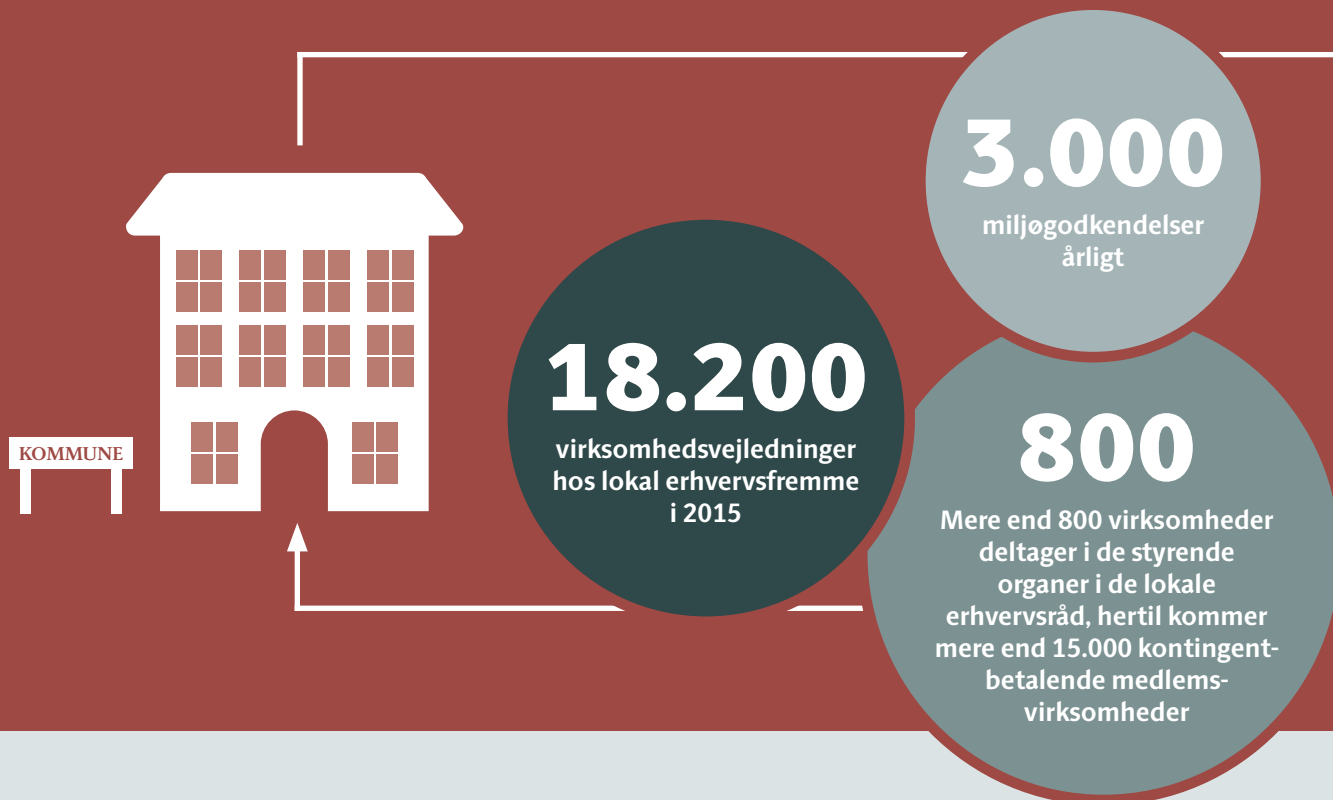 3.000
miljøgodkendelser
årligt
18.200
virksomhedsvejledninger
hos lokal erhvervsfremme
i 2015
800
Mere end 800 virksomheder
deltager i de styrende
organer i de lokale
erhvervsråd, hertil kommer
mere end 15.000 kontingent-
betalende medlems-
virksomheder
KOMMUNE